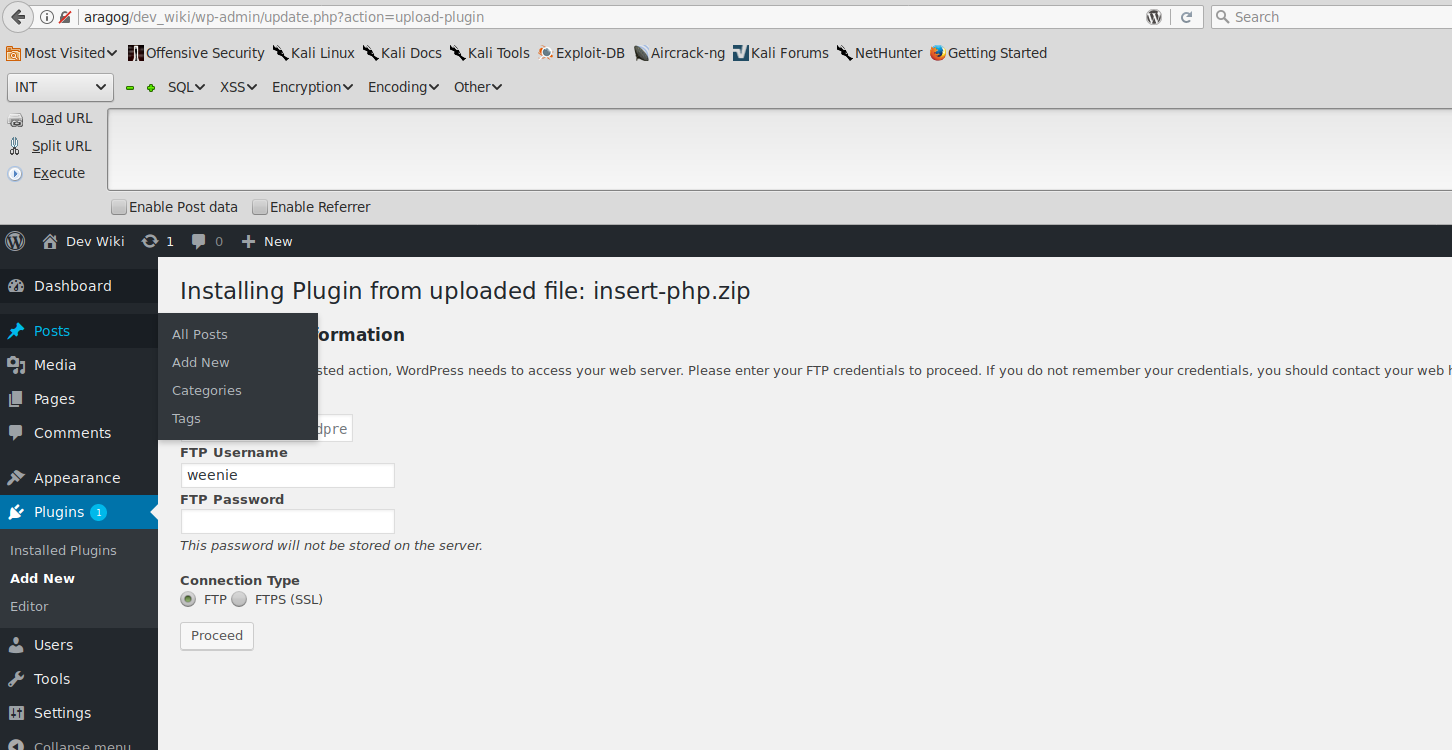 aragog/dev_wiki/wp-admin/update.php?action=upload-plugin Search
Most Visited Offensive Security Kali Linux Kali Docs Kali Tools Exploit-DB Aircrack-ng Kali Forums NetHunter Getting Started
INT SQL XSS Encryption Encoding Other
Load URL
Split URL
Execute
Enable Post data Enable Referrer
Dev Wiki 1 0 New
Dashboard
Posts
Media
Pages
Comments
Appearance
Plugins 1
Installed Plugins
Add New
Editor
Users
Tools
Settings
Collapse menu
All Posts
Add New
Categories
Tags
Installing Plugin from uploaded file: insert-php.zip
formation
sted action, WordPress needs to access your web server. Please enter your FTP credentials to proceed. If you do not remember your credentials, you should contact your web h
dpre
FTP Username
weenie
FTP Password
This password will not be stored on the server.
Connection Type
FTP FTPS (SSL)
Proceed